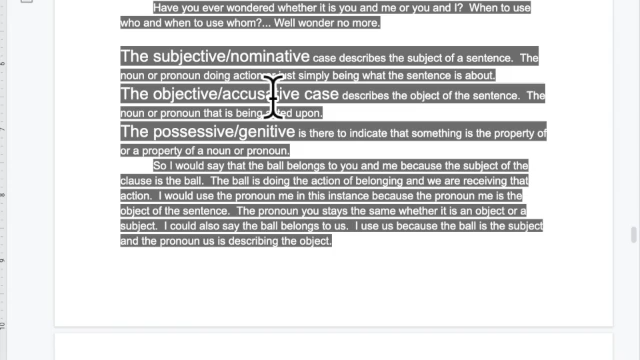 Have you ever wondered whether it is you and me or you and I? When to use
who and when to use whom?... Well wonder no more.
The subjective/nominative case describes the subject of a sentence. The
noun or pronoun doing action just simply being what the sentence is about.
The objective/accusative case describes the object of the sentence. The
noun or pronoun that is being upon.
The possessive/genitive is there to indicate that something is the property of
or a property of a noun or pronoun.
So I would say that the ball belongs to you and me because the subject of the
clause is the ball. The ball is doing the action of belonging and we are receiving that
action. I would use the pronoun me in this instance because the pronoun me is the
object of the sentence. The pronoun you stays the same whether it is an object or a
subject. I could also say the ball belongs to us. I use us because the ball is the subject
and the pronoun us is describing the object.
6
7
8
9
10